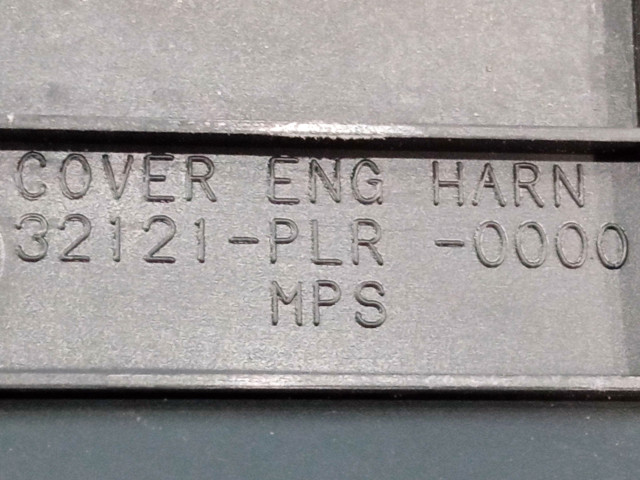 COVER ENG HARN
32121-PLR -0000
MPS